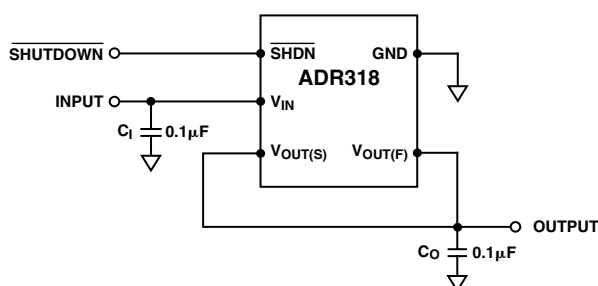 SHUTDOWN
SHDN
GND
ADR318
INPUT
VIN
CI 0.1μF
VOUT(S)
VOUT(F)
OUTPUT
CO 0.1μF